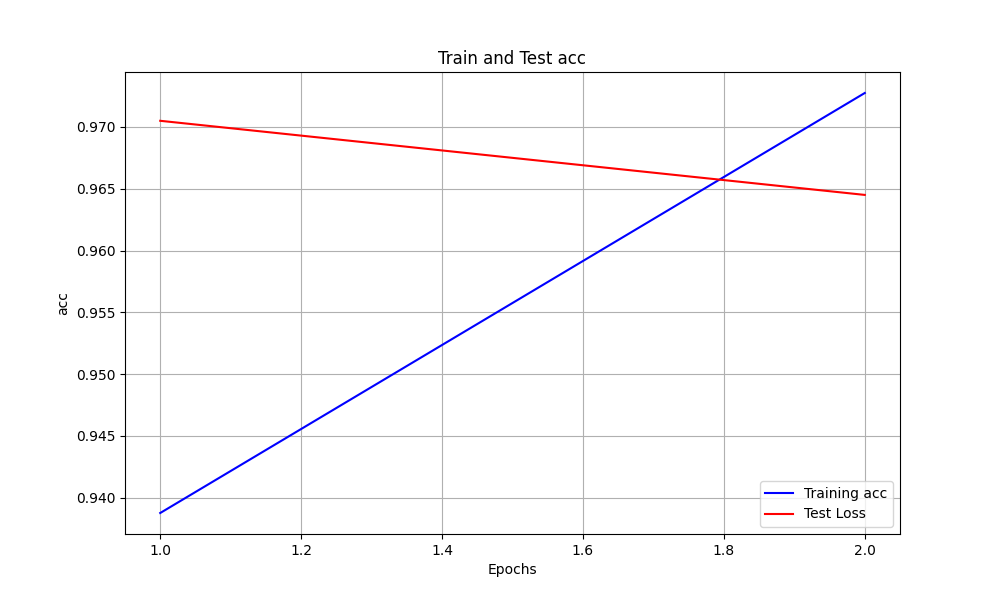 Train and Test acc
acc
0.970
0.965
0.960
0.955
0.950
0.945
0.940
1.0 1.2 1.4 1.6 1.8 2.0
Epochs
Training acc
Test Loss